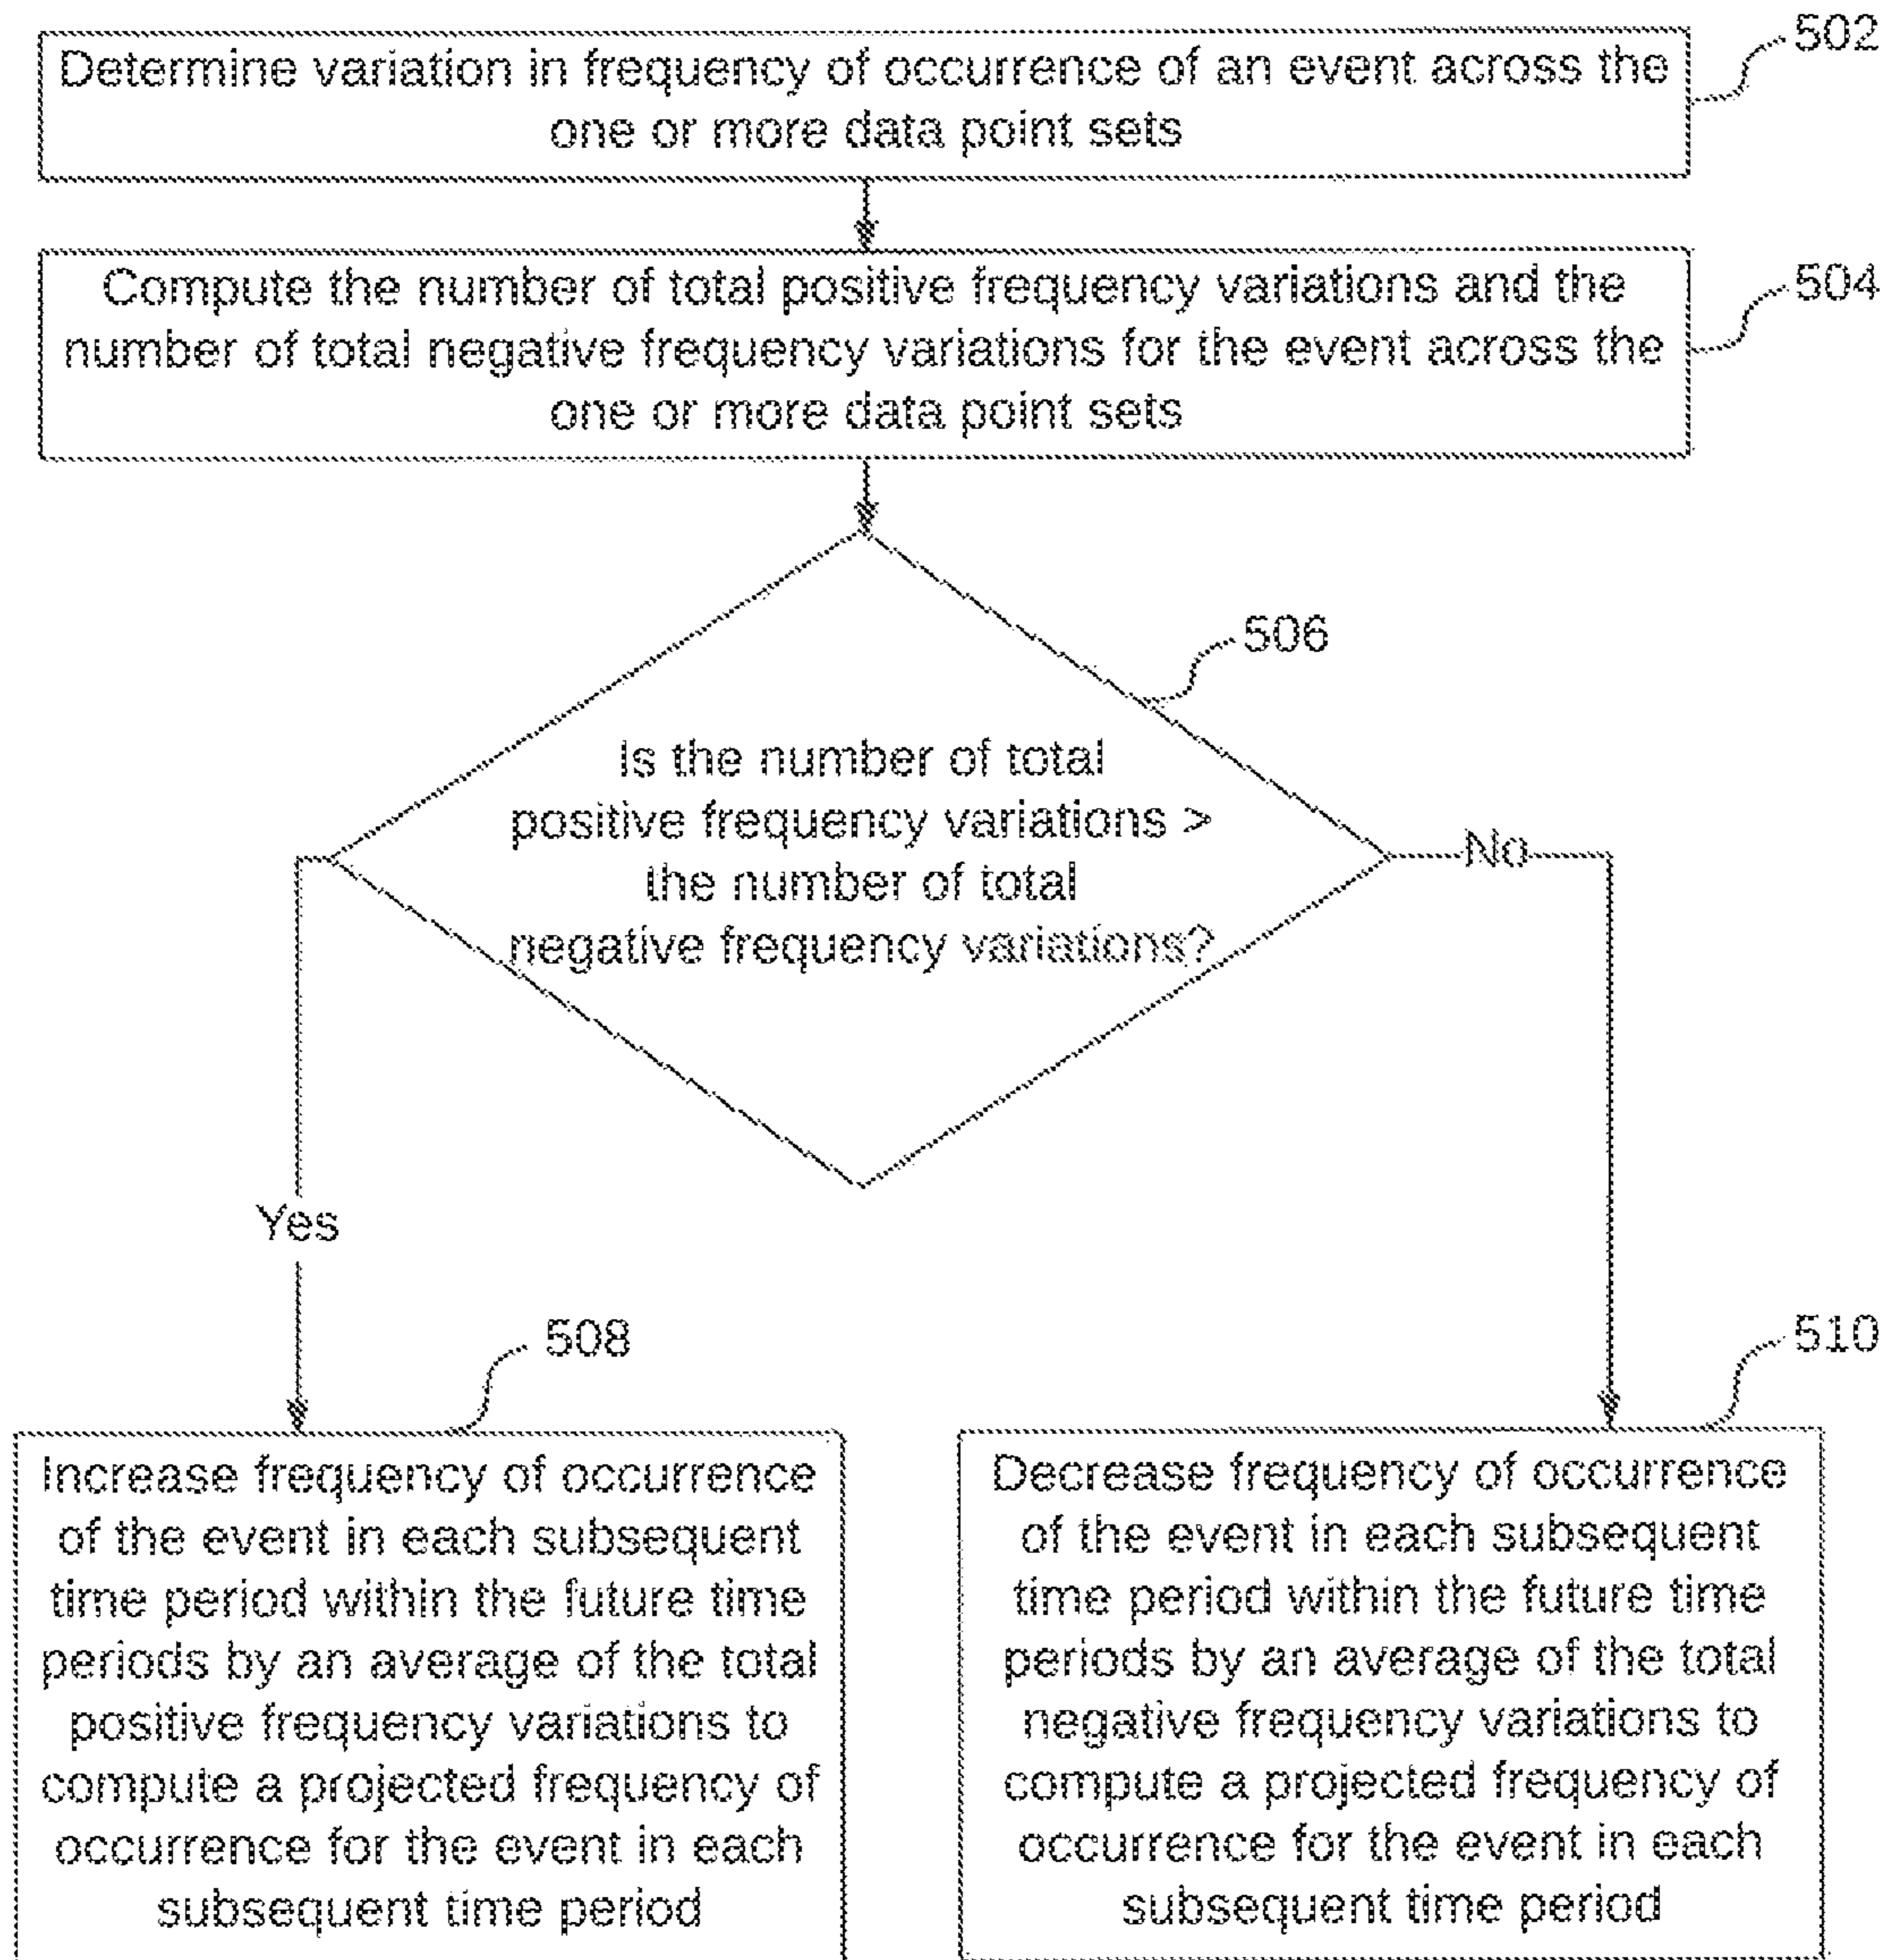 502
Determine variation in frequency of occurrence of an event across the
one or more data point sets
504
Compute the number of total positive frequency variations and the
number of total negative frequency variations for the event across the
one or more data point sets
506
Is the number of total
positive frequency variations >
the number of total
negative frequency variations?
No
Yes
508
Increase frequency of occurrence
of the event in each subsequent
time period within the future time
periods by an average of the total
positive frequency variations to
compute a projected frequency of
occurrence for the event in each
subsequent time period
510
Decrease frequency of occurrence
of the event in each subsequent
time period within the future time
periods by an average of the total
negative frequency variations to
compute a projected frequency of
occurrence for the event in each
subsequent time period